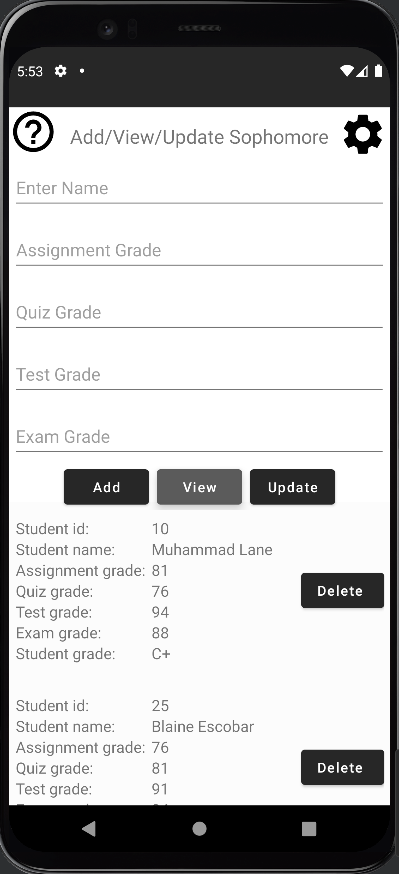 5:53
Add/View/Update Sophomore
Enter Name
Assignment Grade
Quiz Grade
Test Grade
Exam Grade
Add View Update
Student id: 10
Student name: Muhammad Lane
Assignment grade: 81
Quiz grade: 76
Test grade: 94
Exam grade: 88
Student grade: C+
Delete
Student id: 25
Student name: Blaine Escobar
Assignment grade: 76
Quiz grade: 81
Test grade: 91
Delete